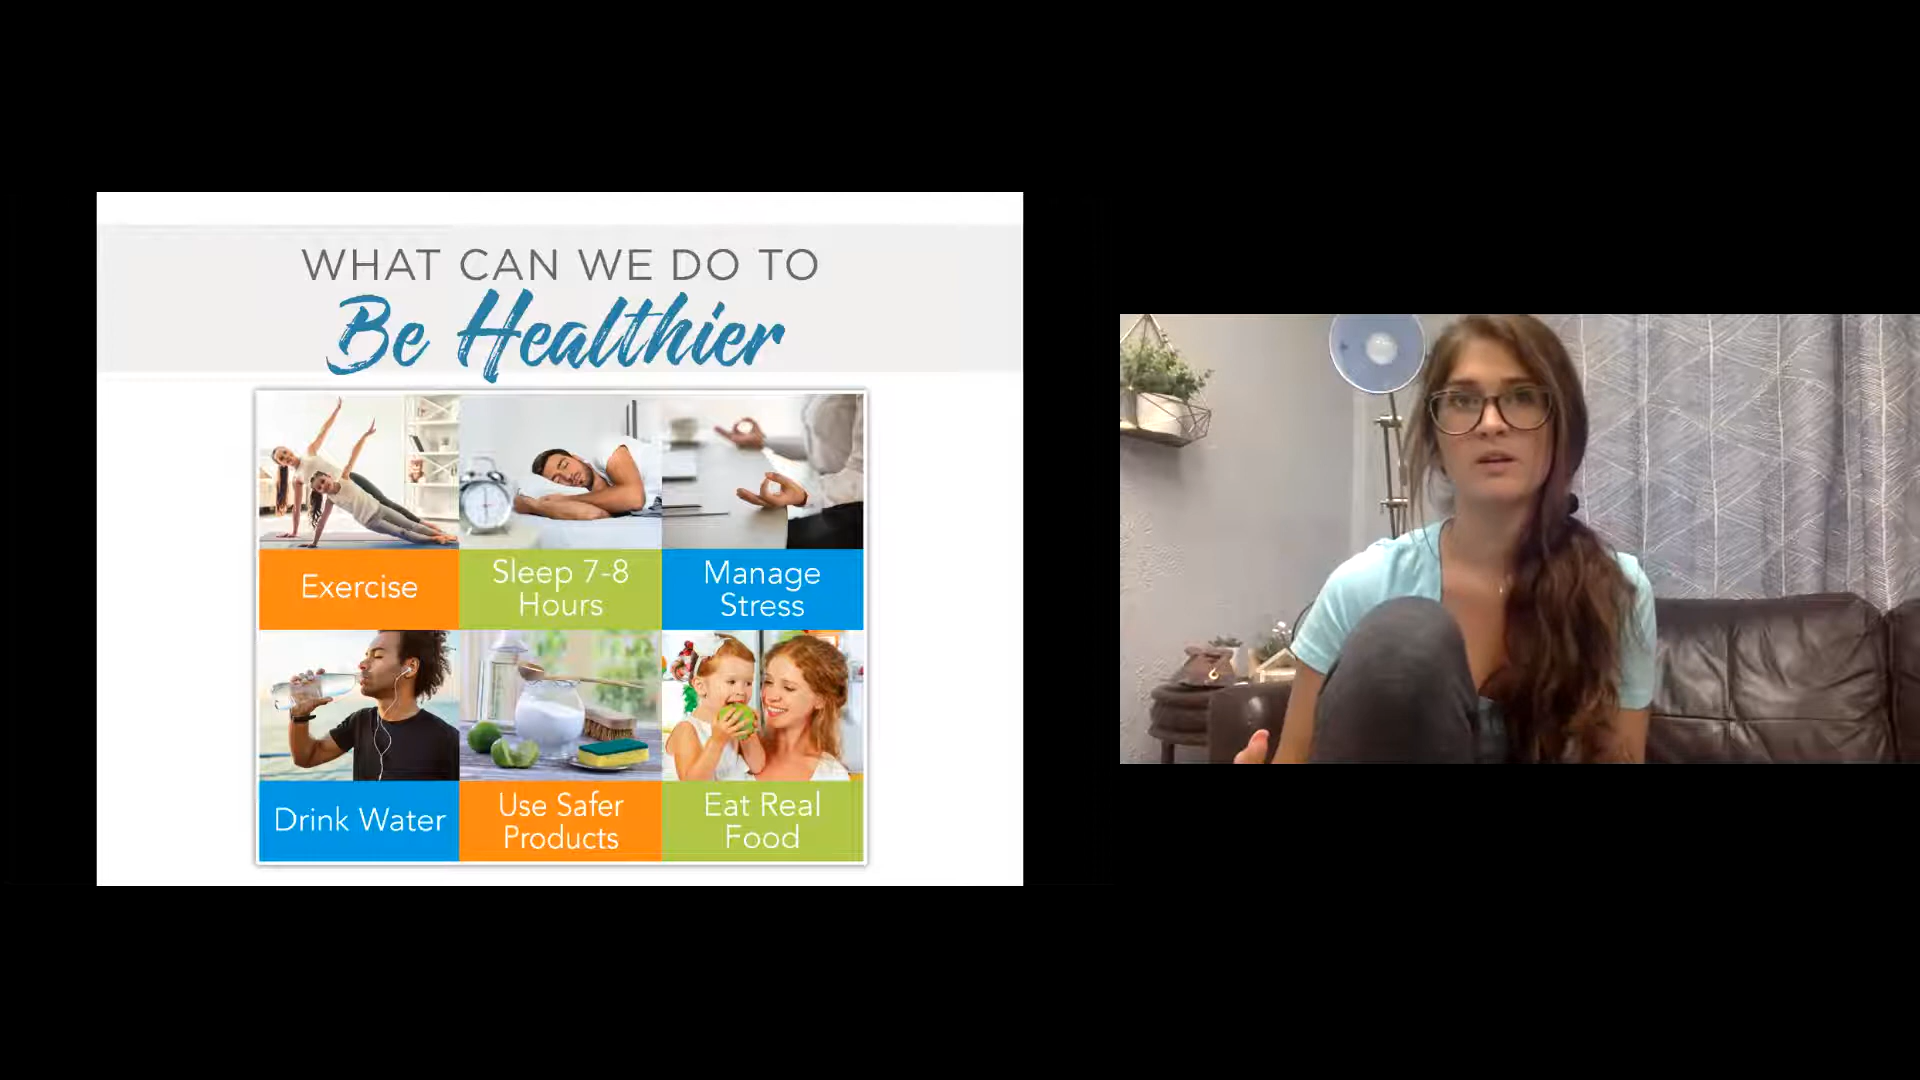 WHAT CAN WE DO TO
Be Healthier
Exercise
Sleep 7-8
Hours
Manage
Stress
Drink Water
Use Safer
Products
Eat Real
Food